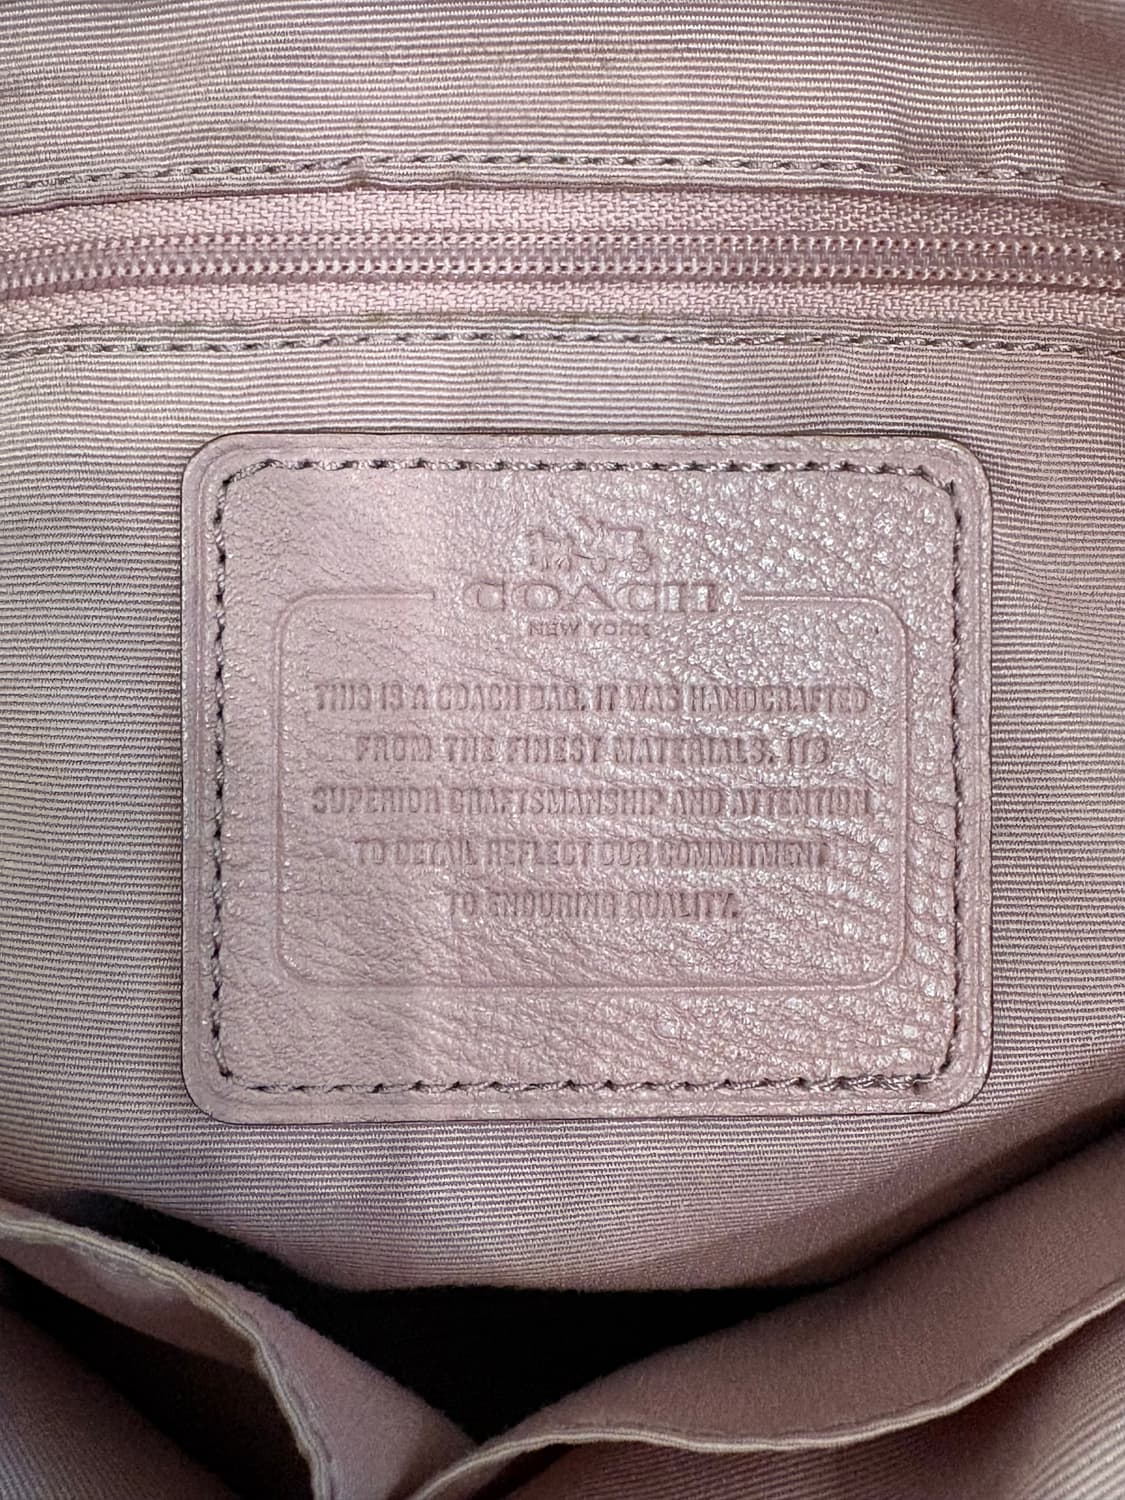 COACH
NEW YORK
THIS IS A COACH BAG. IT WAS HANDCRAFTED
FROM THE FINEST MATERIALS. ITS
SUPERIOR CRAFTSMANSHIP AND ATTENTION
TO DETAIL REFLECT OUR COMMITMENT
TO ENDURING QUALITY.